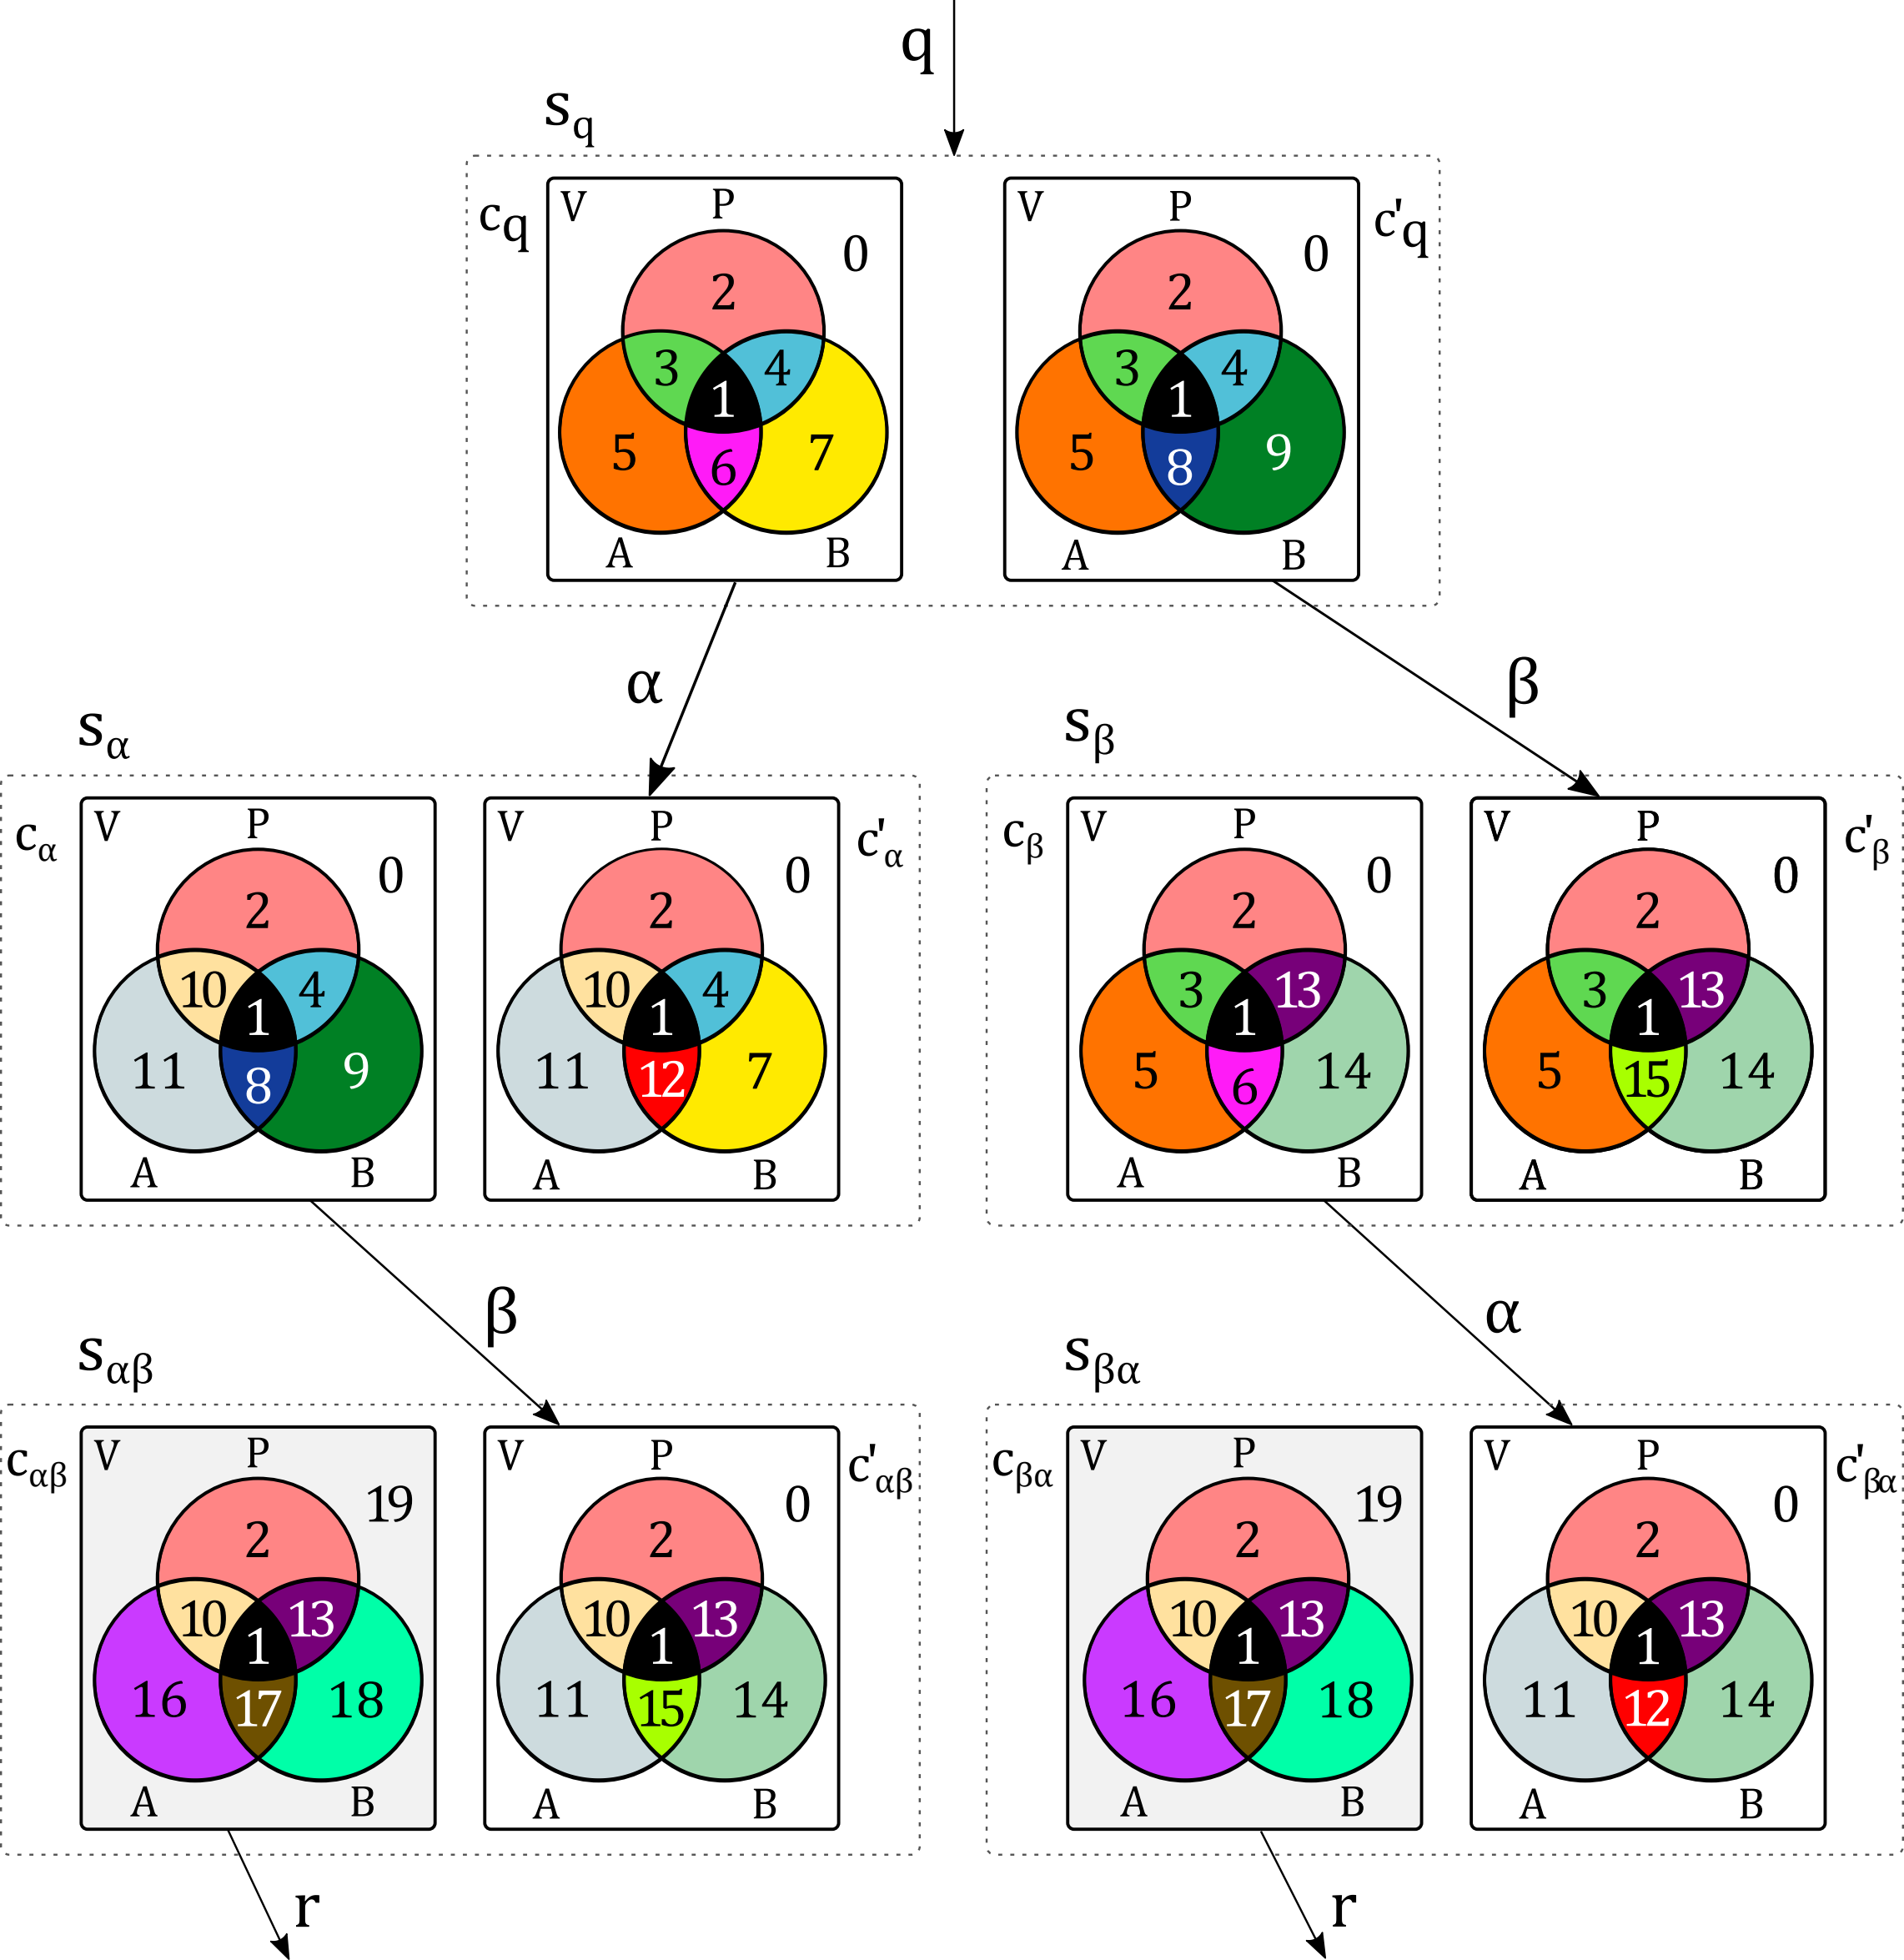 q
s_q
c_q V P 0 V P 0 c'_q
2 2
3 4 3 4
1 1
5 6 7 5 8 9
A B A B
α β
s_α s_β
c_α V P 0 V P 0 c'_α c_β V P 0 V P 0 c'_β
2 2 2 2
10 4 10 4 3 13 3 13
1 1 1 1
11 8 9 11 12 7 5 6 14 5 15 14
A B A B A B A B
β α
s_αβ s_βα
c_αβ V P 19 V P 0 c'_αβ c_βα V P 19 V P 0 c'_βα
2 2 2 2
10 13 10 13 10 13 10 13
1 1 1 1
16 17 18 11 15 14 16 17 18 11 12 14
A B A B A B A B
r r